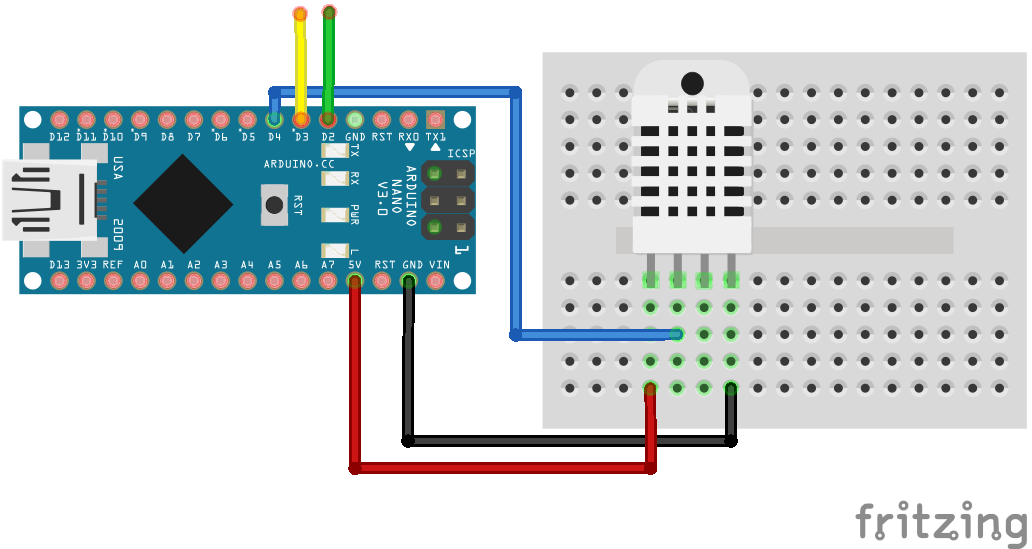 D12 D11 D10 D9 D8 D7 D6 D5 D4 D3 D2 GND RST RX0 TX1
ICSP
ARDUINO.CC
TX
RX
PWR
L
RST
ARDUINO
NANO
V3.0
USA
2009
1
D13 3V3 REF A0 A1 A2 A3 A4 A5 A6 A7 5V RST GND VIN
fritzing